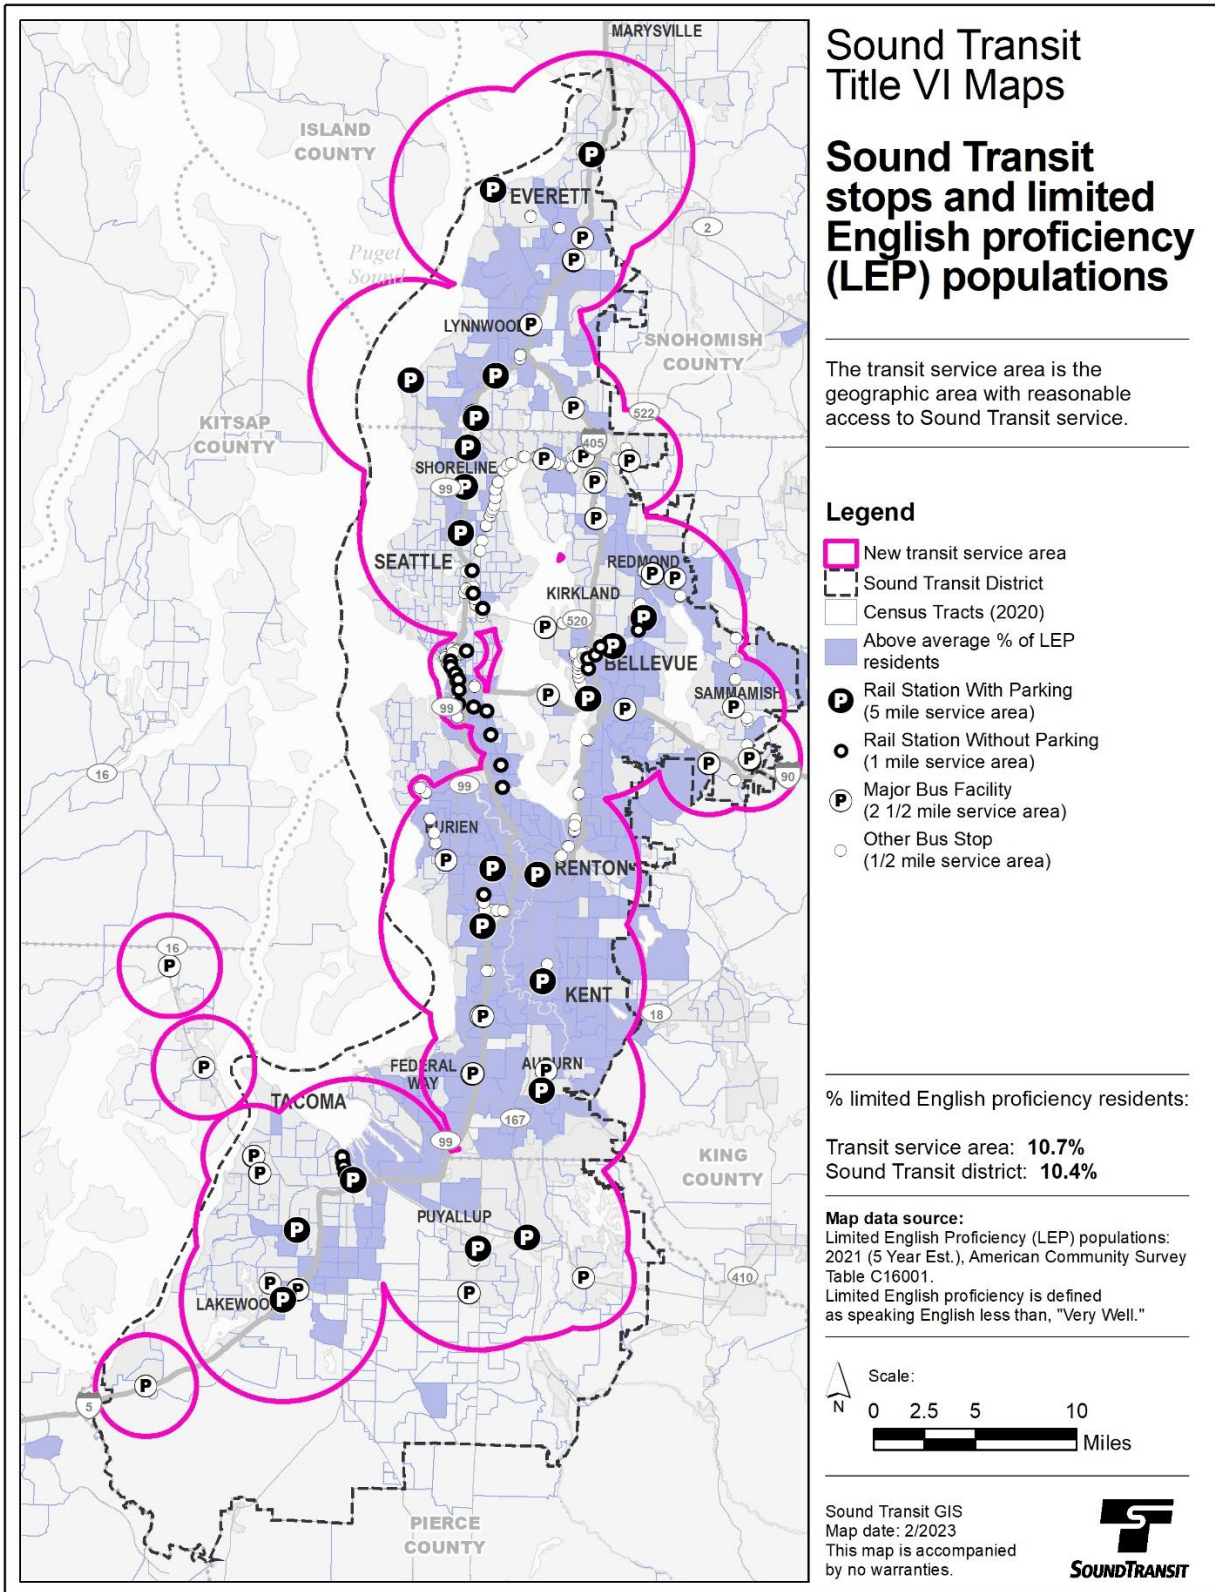 MARYSVILLE
ISLAND
COUNTY
EVERETT
2
Puget
Sound
LYNNWOOD
SNOHOMISH
COUNTY
KITSAP
COUNTY
522
405
SHORELINE
99
SEATTLE
REDMOND
KIRKLAND
520
BELLEVUE
SAMMAMISH
99
16
90
99
BURIEN
RENTON
16
KENT
18
FEDERAL
WAY
AUBURN
TACOMA
167
99
KING
COUNTY
PUYALLUP
410
LAKEWOOD
5
PIERCE
COUNTY
Sound Transit
Title VI Maps
Sound Transit
stops and limited
English proficiency
(LEP) populations
The transit service area is the
geographic area with reasonable
access to Sound Transit service.
Legend
New transit service area
Sound Transit District
Census Tracts (2020)
Above average % of LEP
residents
P Rail Station With Parking
(5 mile service area)
Rail Station Without Parking
(1 mile service area)
P Major Bus Facility
(2 1/2 mile service area)
Other Bus Stop
(1/2 mile service area)
% limited English proficiency residents:
Transit service area: 10.7%
Sound Transit district: 10.4%
Map data source:
Limited English Proficiency (LEP) populations:
2021 (5 Year Est.), American Community Survey
Table C16001.
Limited English proficiency is defined
as speaking English less than, "Very Well."
N
Scale:
0 2.5 5 10
Miles
Sound Transit GIS
Map date: 2/2023
This map is accompanied
by no warranties.
SOUNDTRANSIT